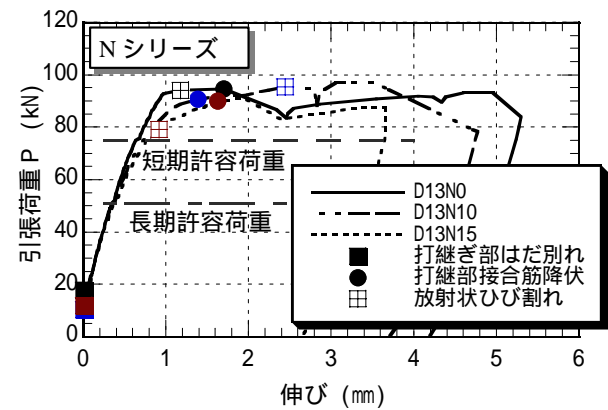 120
Nシリーズ
100
80
60
40
20
0
引張荷重P (kN)
短期許容荷重
長期許容荷重
D13N0
D13N10
D13N15
打継ぎ部はだ別れ
打継部接合筋降伏
放射状ひび割れ
0 1 2 3 4 5 6
伸び (㎜)